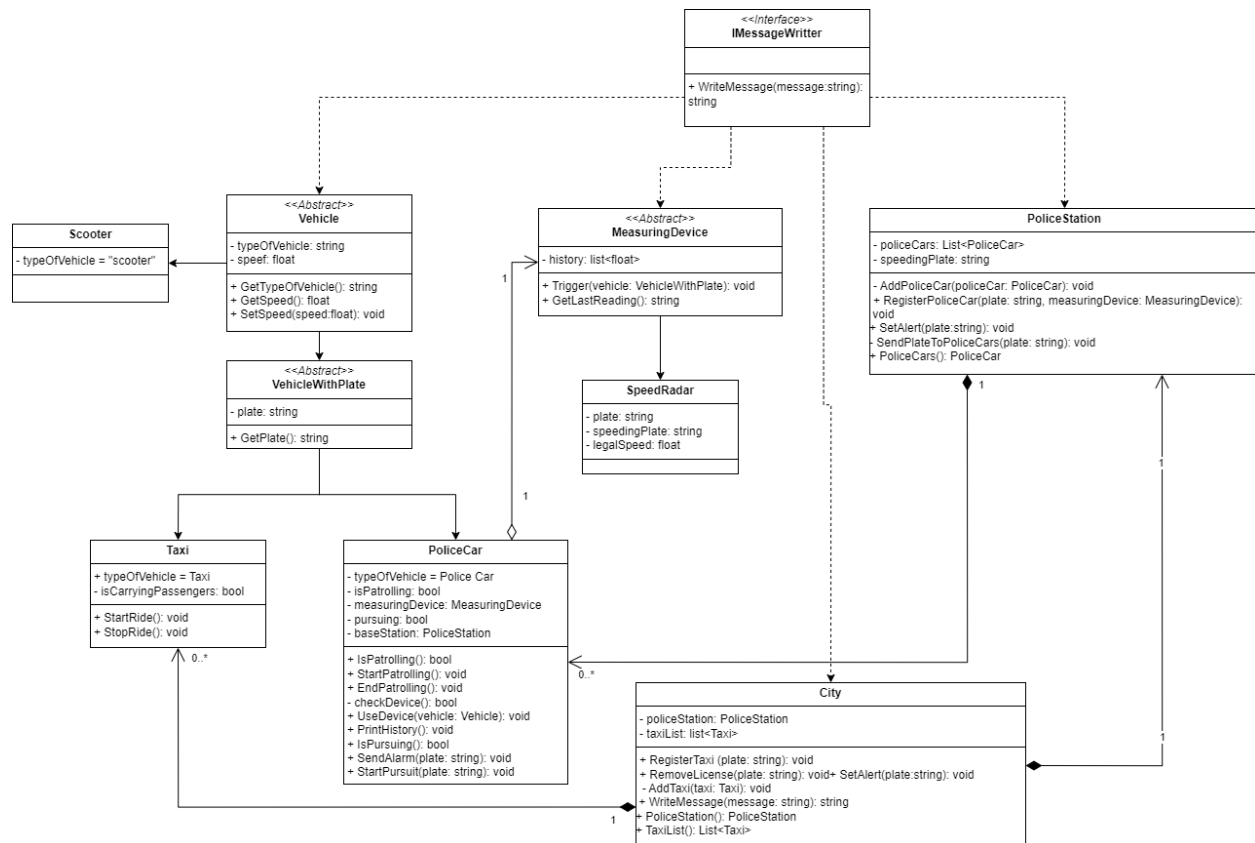 <<Interface>>
IMessageWritter
+ WriteMessage(message:string):
string
<<Abstract>>
Vehicle
- typeOfVehicle: string
- speef: float
+ GetTypeOfVehicle(): string
+ GetSpeed(): float
+ SetSpeed(speed:float): void
<<Abstract>>
MeasuringDevice
- history: list<float>
+ Trigger(vehicle: VehicleWithPlate): void
+ GetLastReading(): string
PoliceStation
- policeCars: List<PoliceCar>
- speedingPlate: string
- AddPoliceCar(policeCar: PoliceCar): void
+ RegisterPoliceCar(plate: string, measuringDevice: MeasuringDevice):
void
+ SetAlert(plate:string): void
- SendPlateToPoliceCars(plate: string): void
+ PoliceCars(): PoliceCar
Scooter
- typeOfVehicle = "scooter"
1
<<Abstract>>
VehicleWithPlate
- plate: string
+ GetPlate(): string
SpeedRadar
- plate: string
- speedingPlate: string
- legalSpeed: float
1
1
1
Taxi
+ typeOfVehicle = Taxi
- isCarryingPassengers: bool
+ StartRide(): void
+ StopRide(): void
0..*
PoliceCar
- typeOfVehicle = Police Car
- isPatrolling: bool
- measuringDevice: MeasuringDevice
- pursuing: bool
- baseStation: PoliceStation
+ IsPatrolling(): bool
+ StartPatrolling(): void
+ EndPatrolling(): void
- checkDevice(): bool
+ UseDevice(vehicle: Vehicle): void
+ PrintHistory(): void
+ IsPursuing(): bool
+ SendAlarm(plate: string): void
+ StartPursuit(plate: string): void
0..*
City
- policeStation: PoliceStation
- taxiList: list<Taxi>
+ RegisterTaxi (plate: string): void
+ RemoveLicense(plate: string): void+ SetAlert(plate:string): void
- AddTaxi(taxi: Taxi): void
+ WriteMessage(message: string): string
+ PoliceStation(): PoliceStation
+ TaxiList(): List<Taxi>
1
1